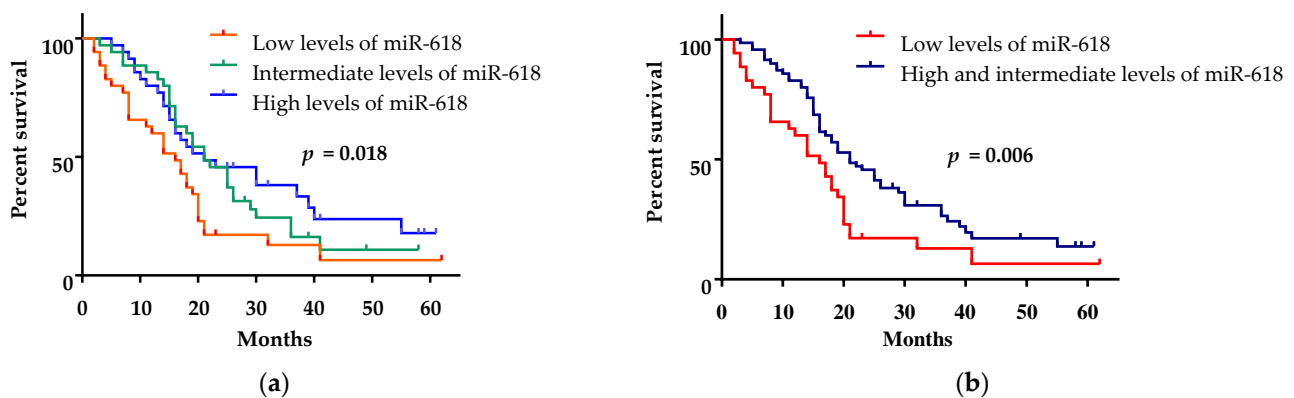 Percent survival
100
50
0
Low levels of miR-618
Intermediate levels of miR-618
High levels of miR-618
p = 0.018
0 10 20 30 40 50 60
Months
(a)
Percent survival
100
50
0
Low levels of miR-618
High and intermediate levels of miR-618
p = 0.006
0 10 20 30 40 50 60
Months
(b)